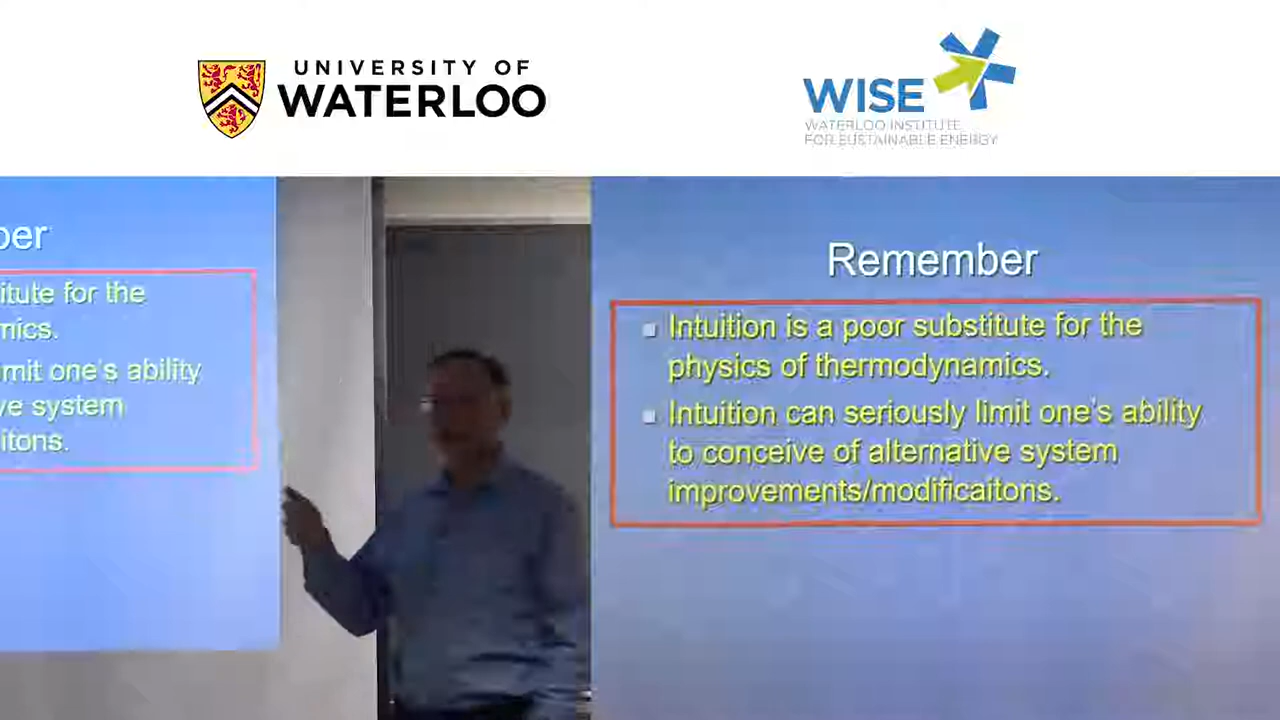 UNIVERSITY OF
WATERLOO
WISE
WATERLOO INSTITUTE
FOR SUSTAINABLE ENERGY
ber
itute for the
mics.
imit one's ability
ve system
itons.
Remember
Intuition is a poor substitute for the
physics of thermodynamics.
Intuition can seriously limit one's ability
to conceive of alternative system
improvements/modificaitons.